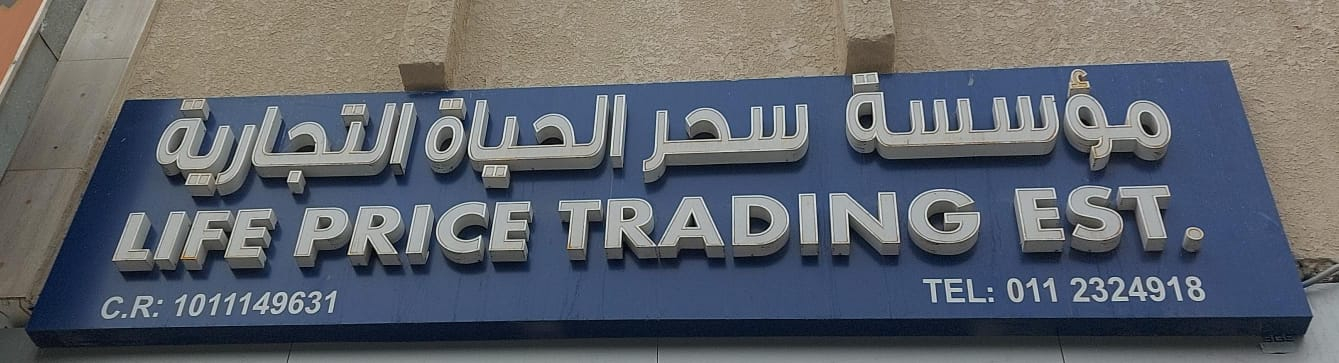 مؤسسة سحر الحياة التجارية
LIFE PRICE TRADING EST.
C.R: 1011149631 TEL: 011 2324918